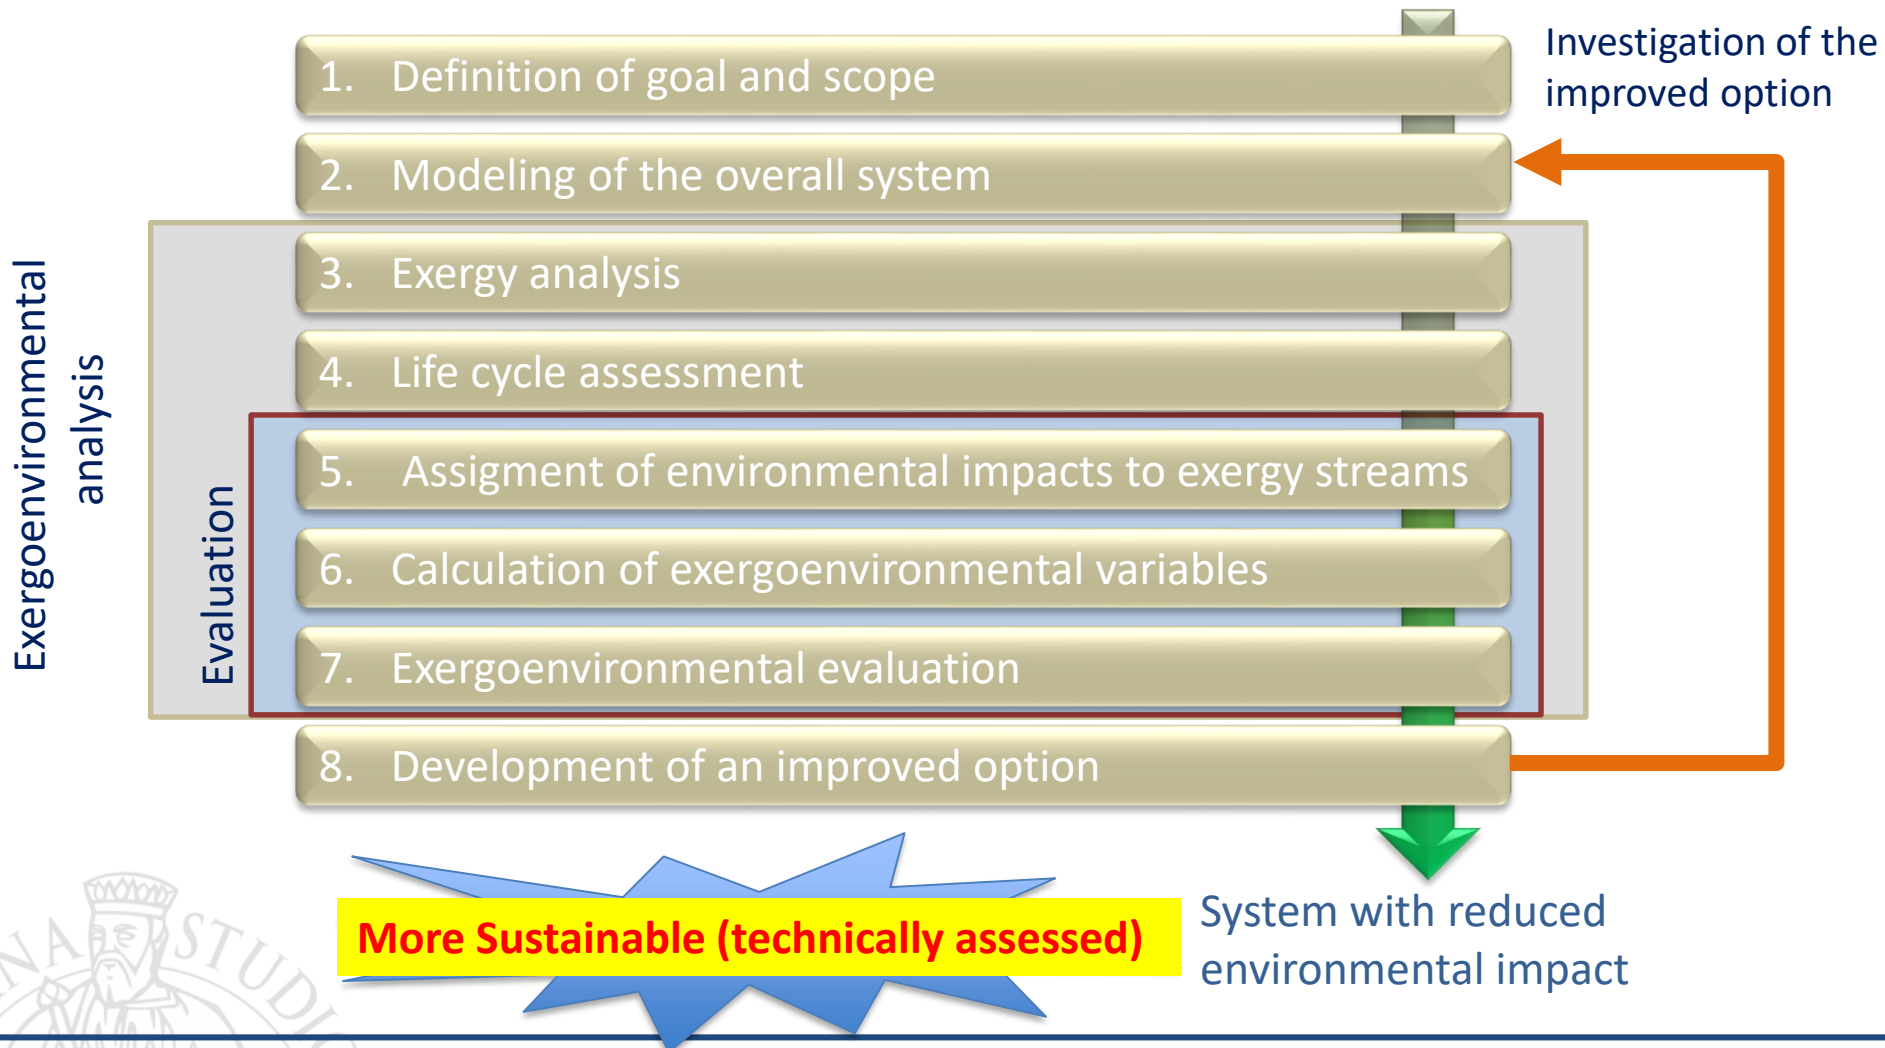 Investigation of the
improved option
1. Definition of goal and scope
2. Modeling of the overall system
3. Exergy analysis
4. Life cycle assessment
5. Assigment of environmental impacts to exergy streams
6. Calculation of exergoenvironmental variables
7. Exergoenvironmental evaluation
8. Development of an improved option
Exergoenvironmental
analysis
Evaluation
More Sustainable (technically assessed)
System with reduced
environmental impact